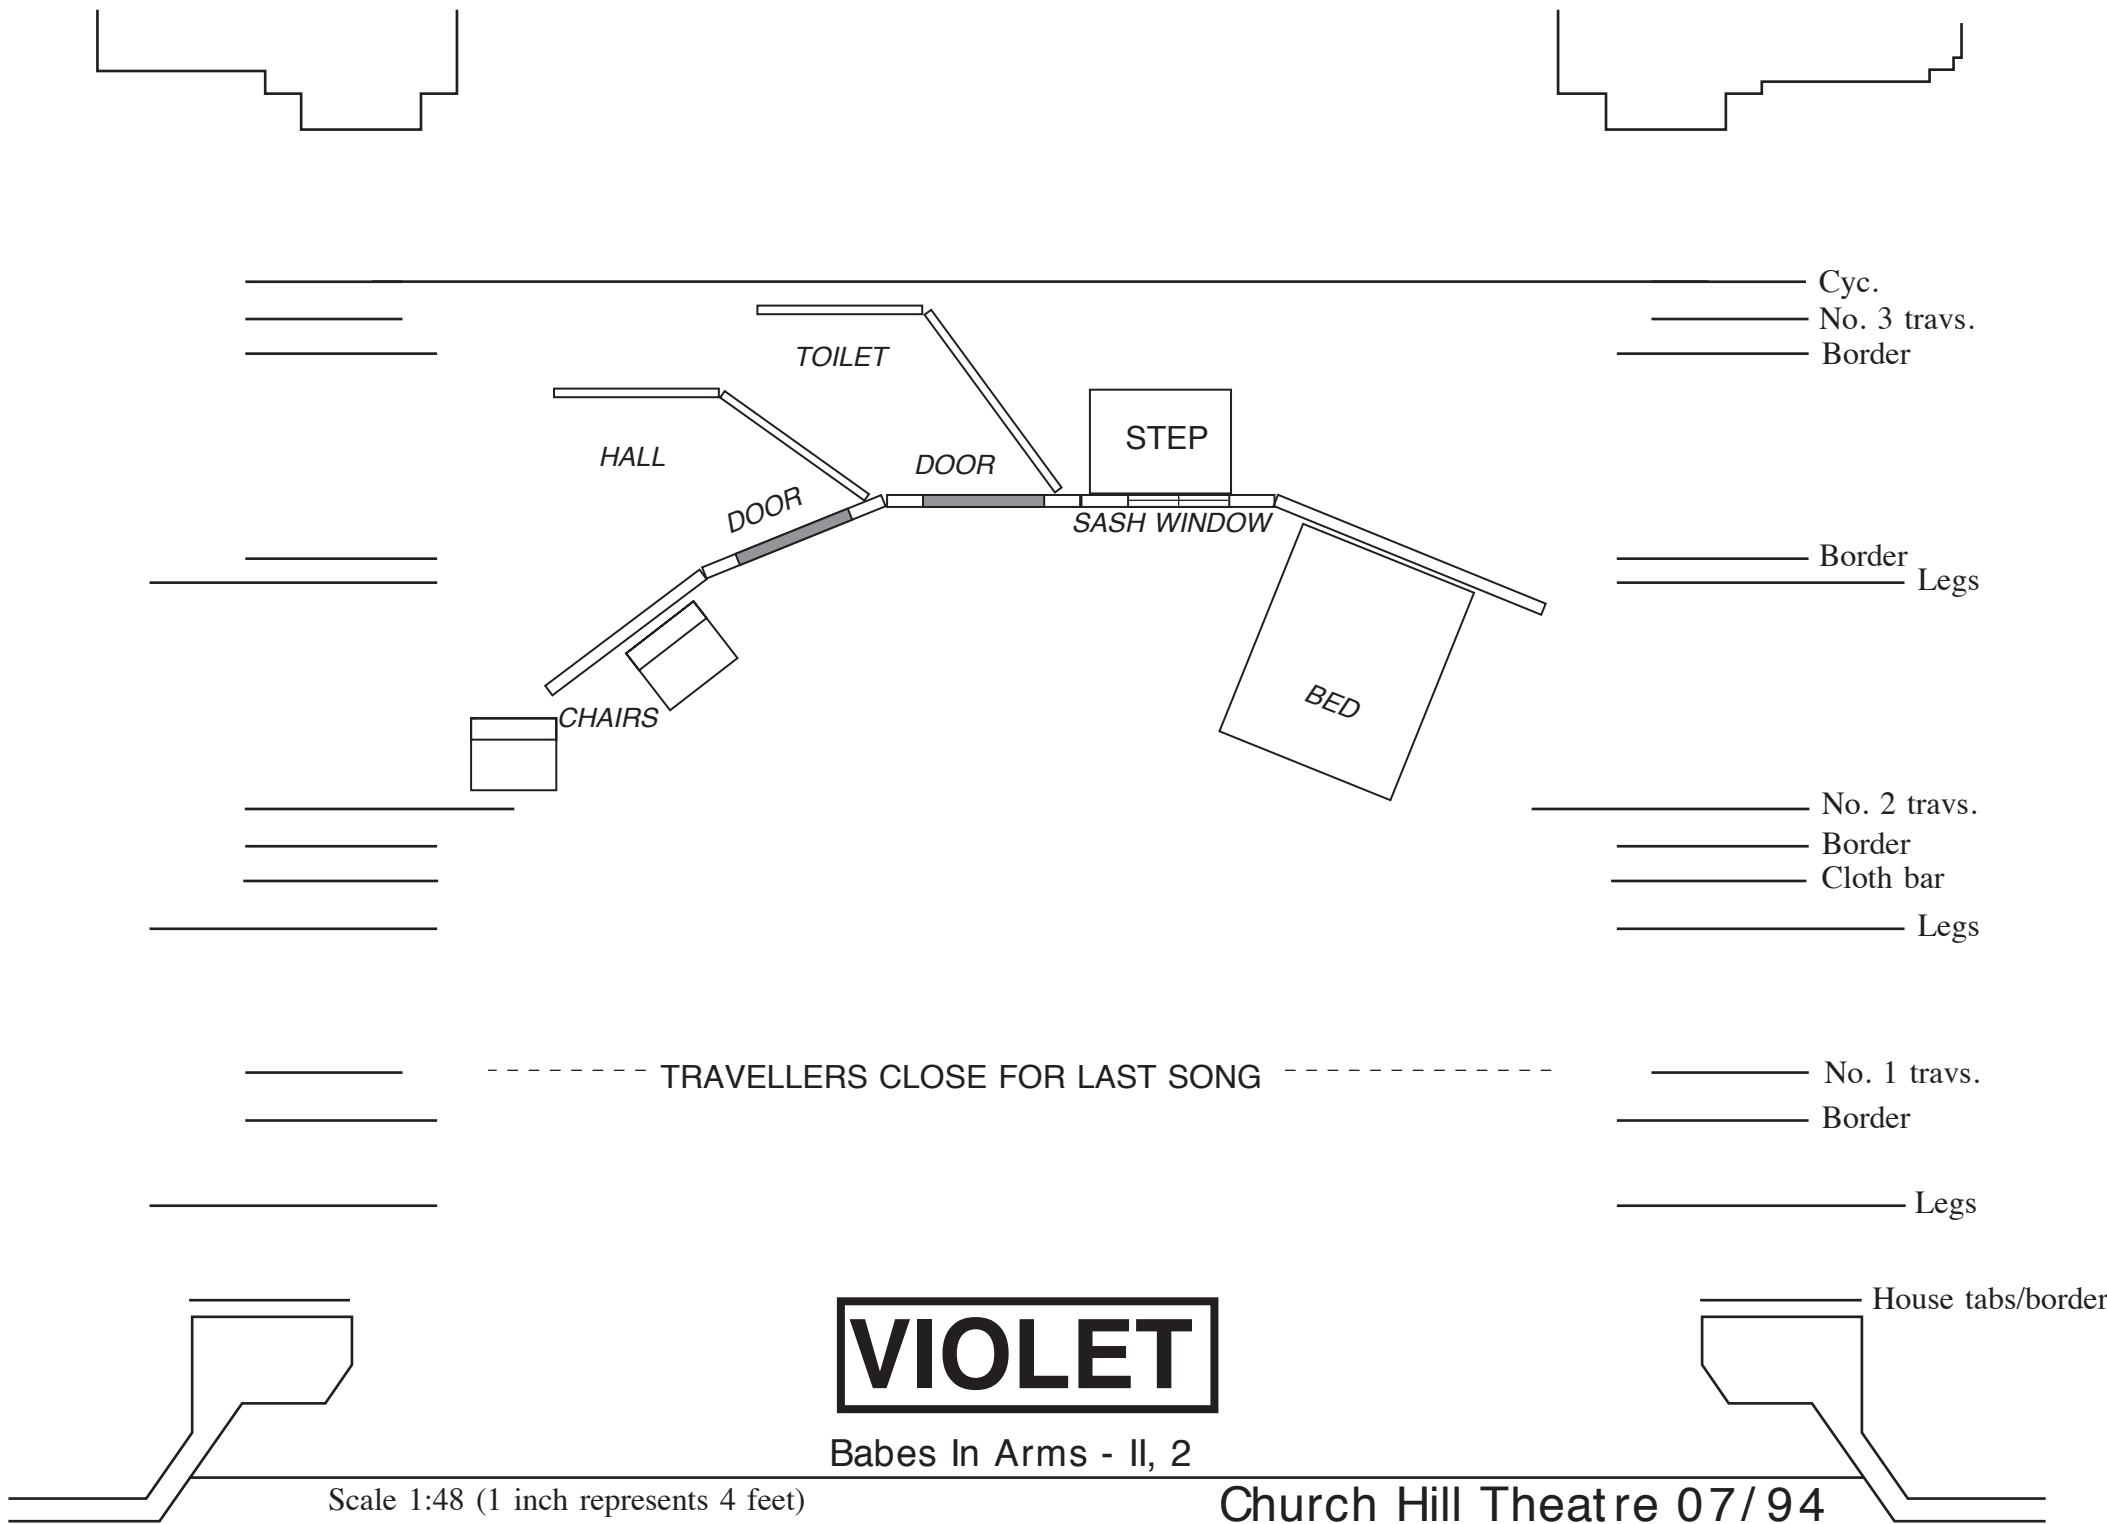 Cyc.
No. 3 travs.
TOILET
Border
STEP
HALL
DOOR
DOOR
SASH WINDOW
Border
Legs
BED
CHAIRS
No. 2 travs.
Border
Cloth bar
Legs
TRAVELLERS CLOSE FOR LAST SONG
No. 1 travs.
Border
Legs
House tabs/border
VIOLET
Babes In Arms - II, 2
Scale 1:48 (1 inch represents 4 feet)
Church Hill Theatre 07/94